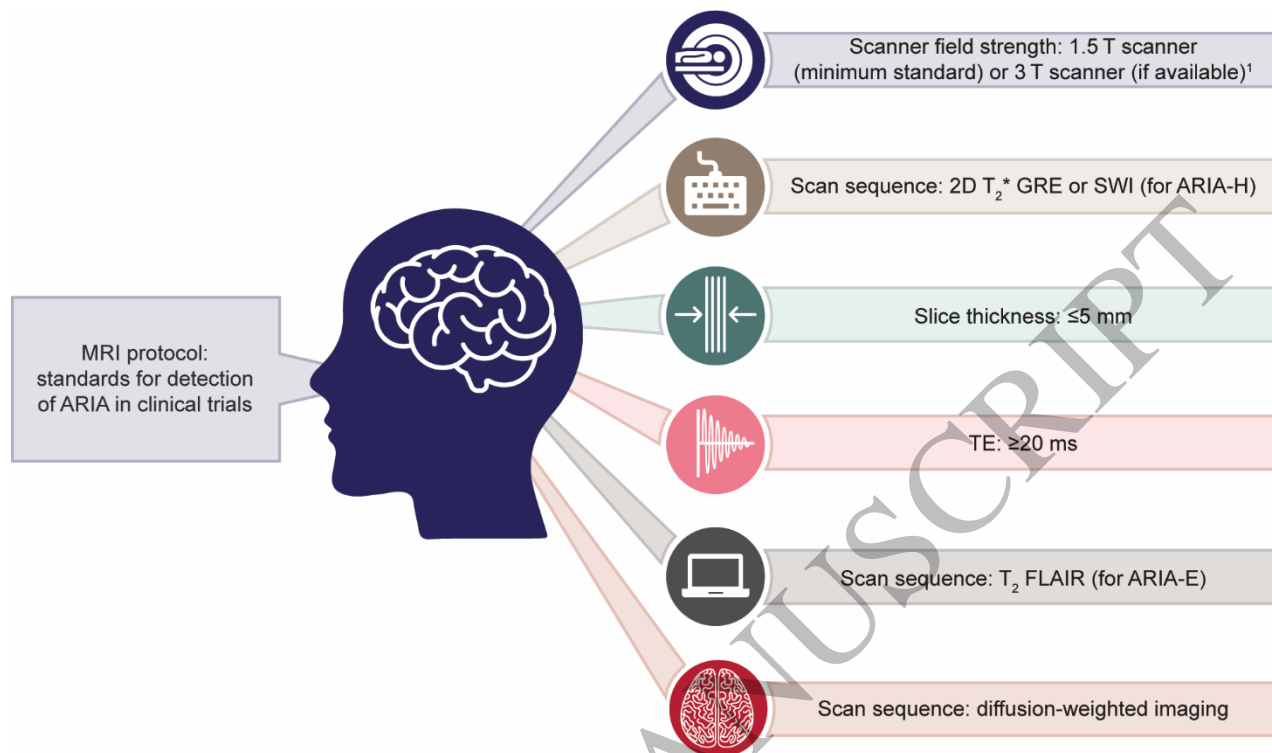 Scanner field strength: 1.5 T scanner
(minimum standard) or 3 T scanner (if available)¹
Scan sequence: 2D T₂* GRE or SWI (for ARIA-H)
Slice thickness: ≤5 mm
MRI protocol:
standards for detection
of ARIA in clinical trials
TE: ≥20 ms
Scan sequence: T₂ FLAIR (for ARIA-E)
Scan sequence: diffusion-weighted imaging
ANUSCRIPT